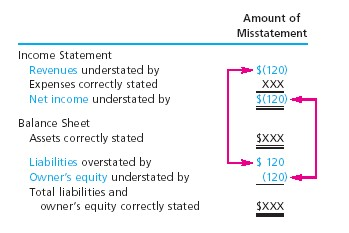 Amount of
Misstatement
Income Statement
Revenues understated by $(120)
Expenses correctly stated XXX
Net income understated by $(120)
Balance Sheet
Assets correctly stated $XXX
Liabilities overstated by $ 120
Owner's equity understated by (120)
Total liabilities and
owner's equity correctly stated $XXX